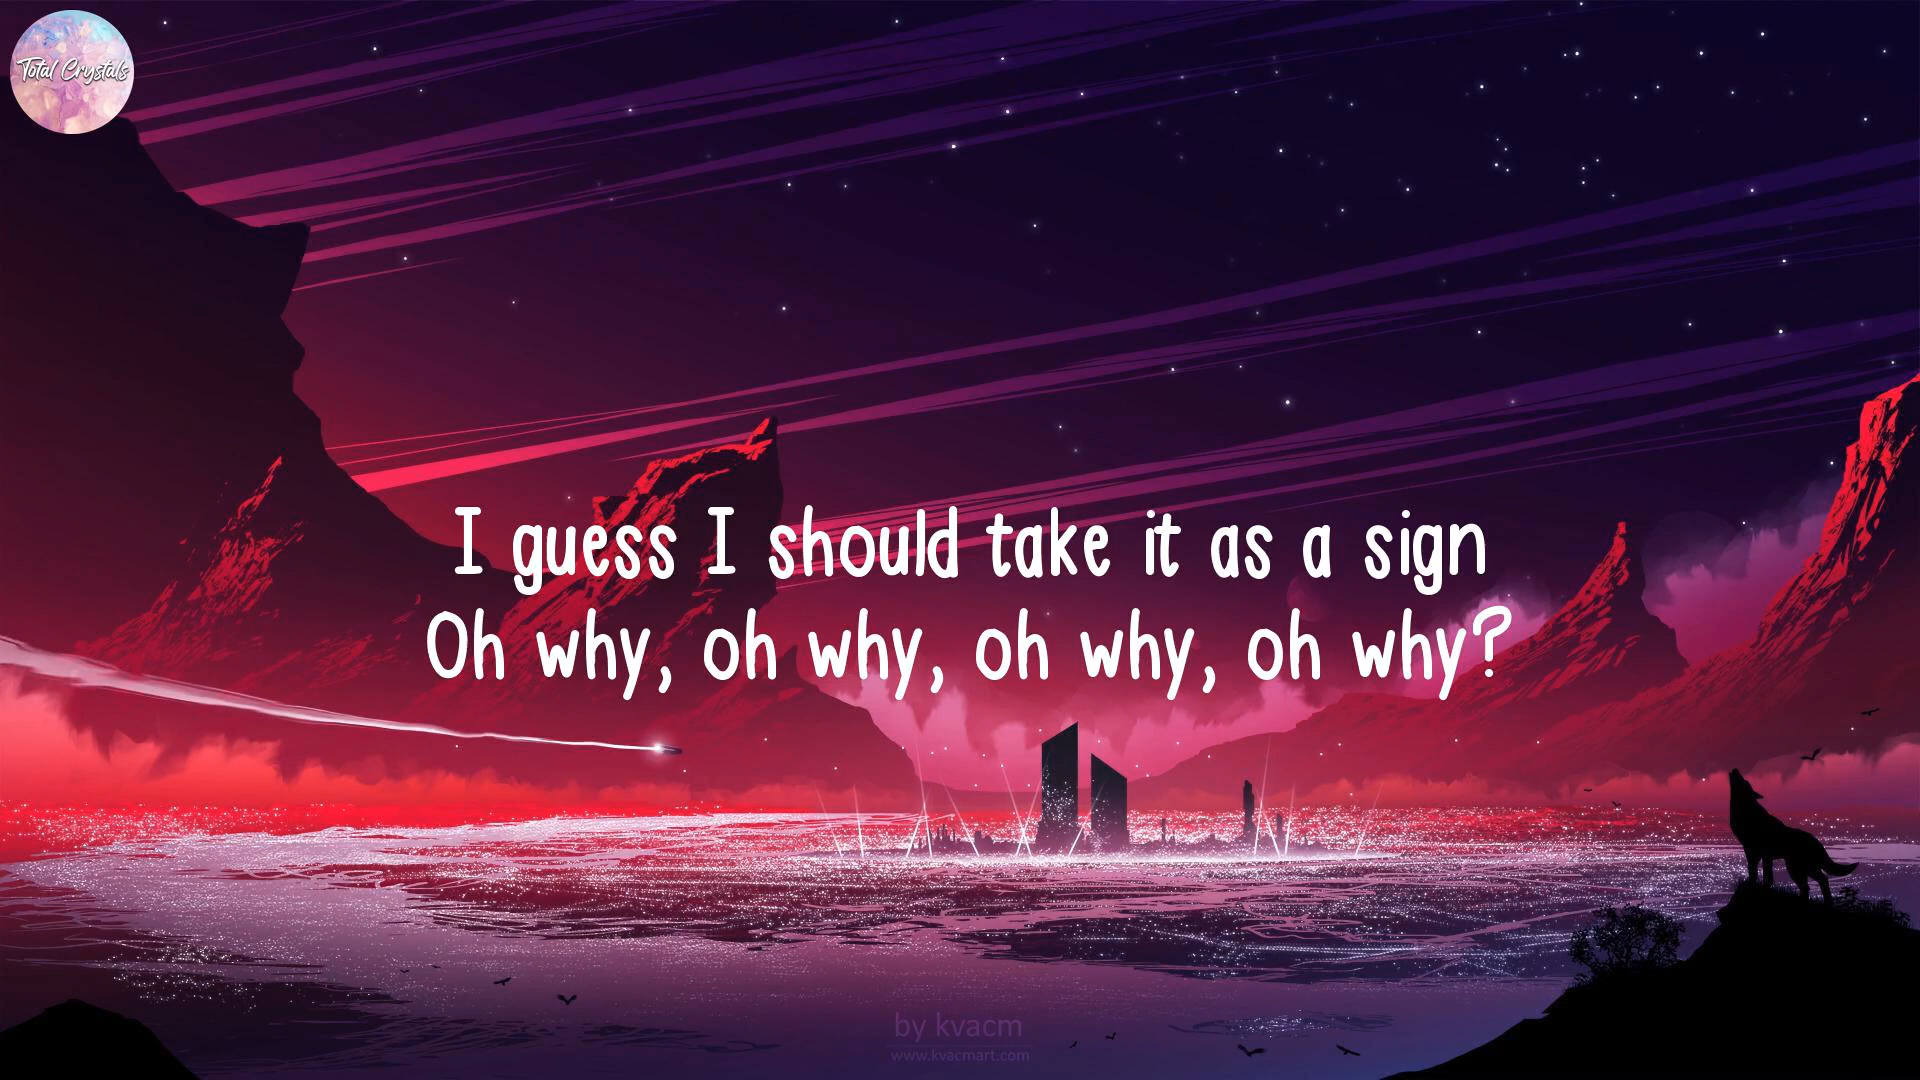 Total Crystals
I guess I should take it as a sign
Oh why, oh why, oh why, oh why?
by kvacm
www.kvacmart.com